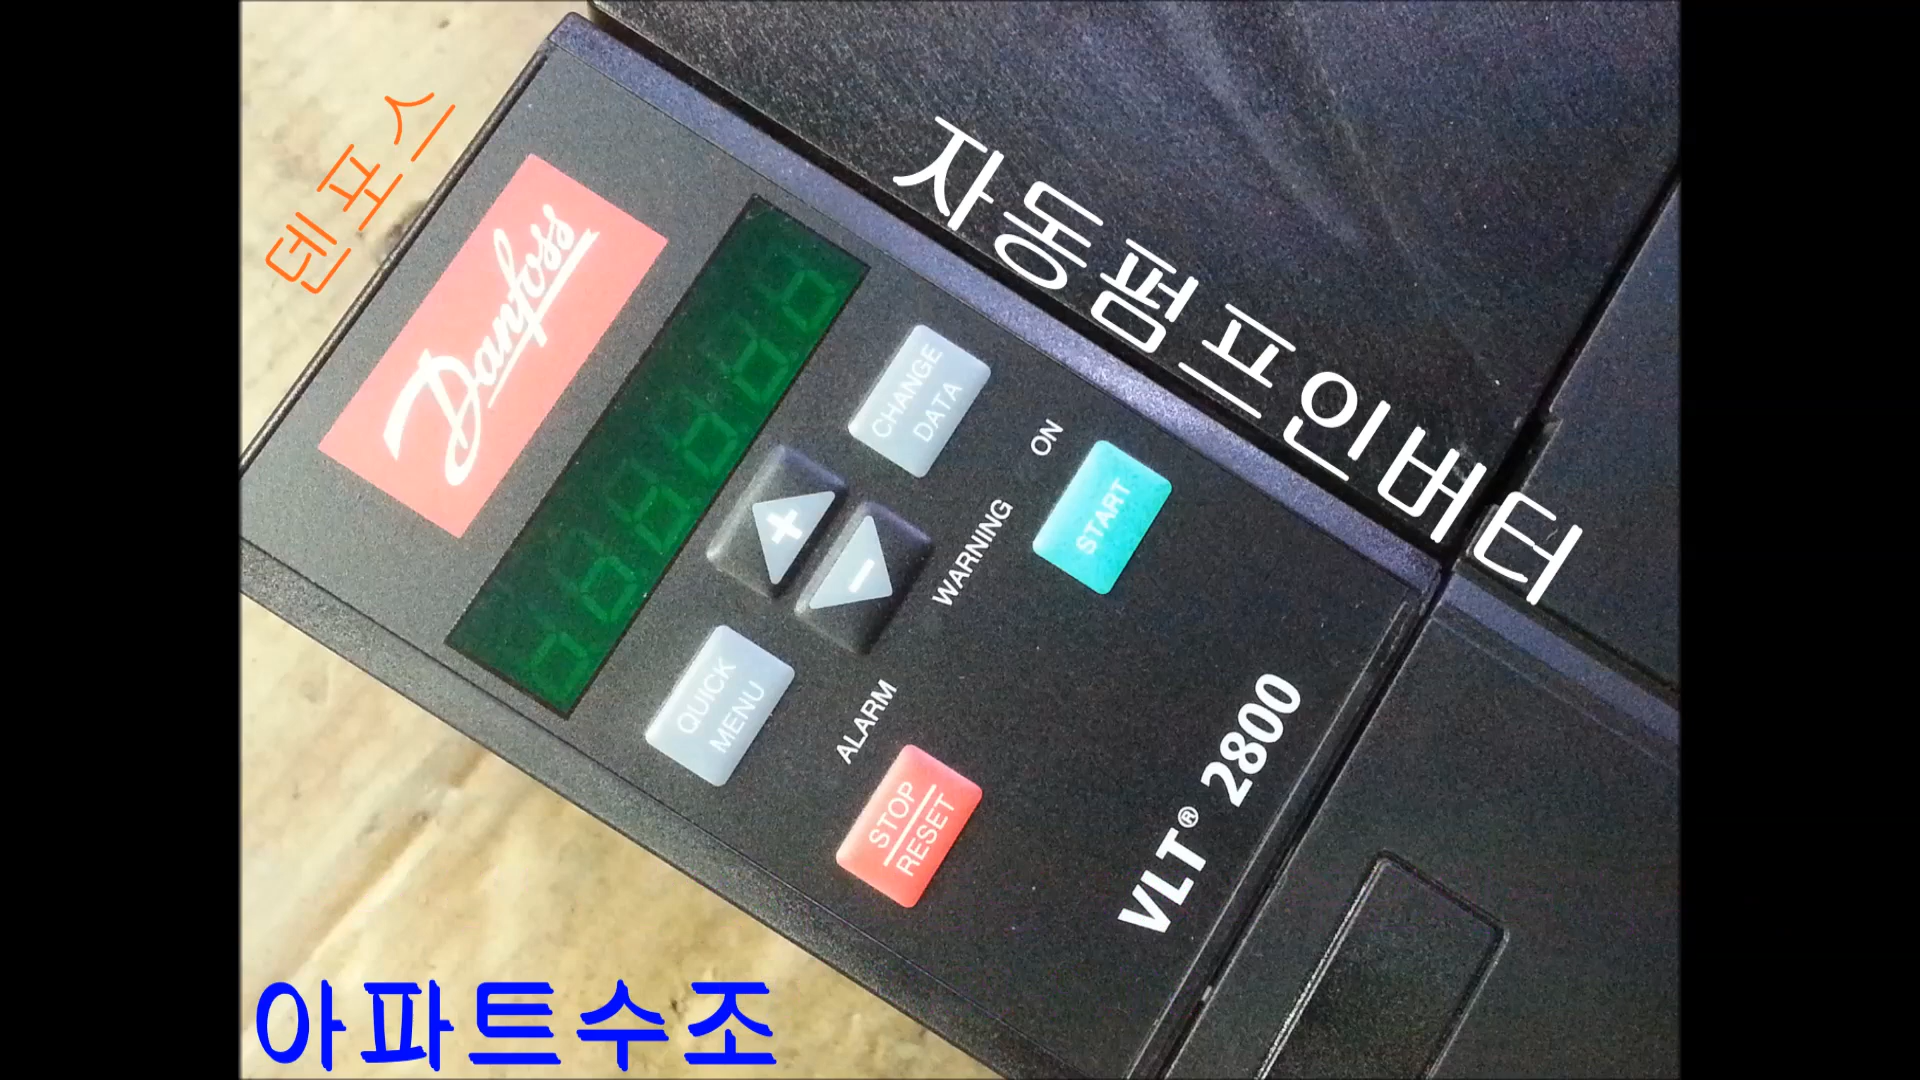 덴포스
Danfoss
자동펌프인버터
CHANGE
DATA
+
-
QUICK
MENU
ON
WARNING
ALARM
START
STOP
RESET
VLT® 2800
아파트수조